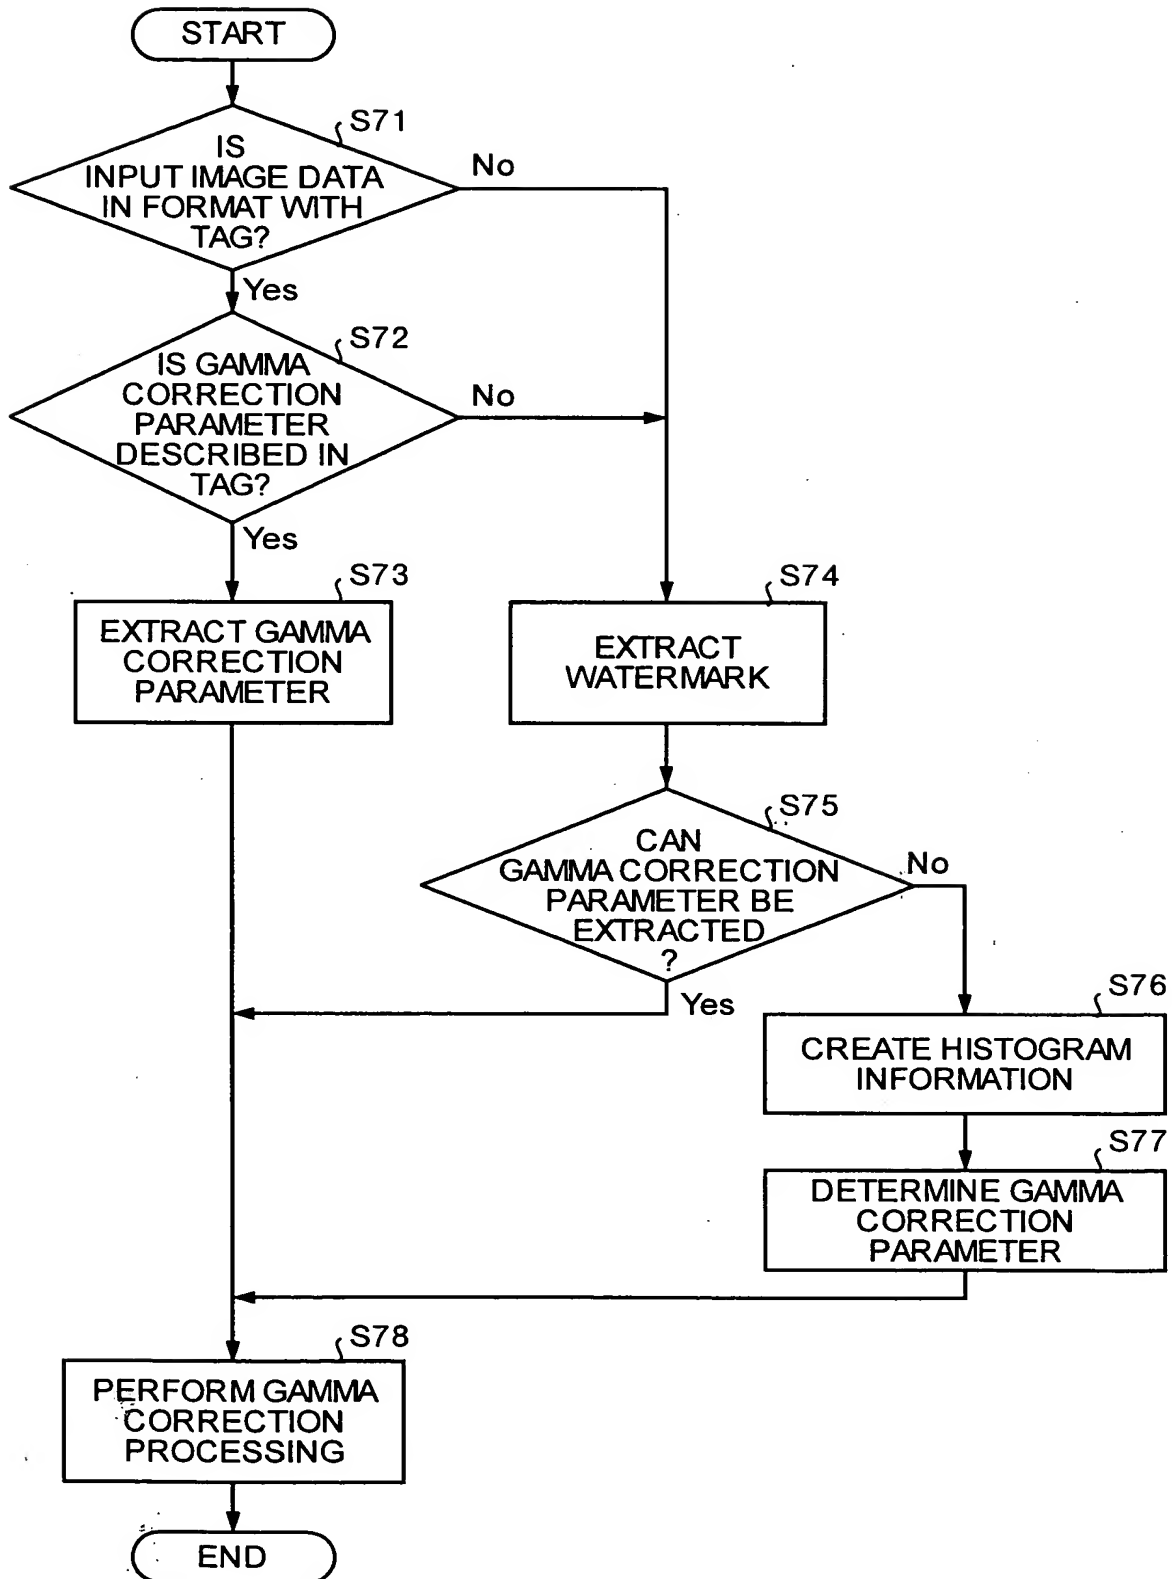 START
S71
IS
INPUT IMAGE DATA
IN FORMAT WITH
TAG?
No
Yes
S72
IS GAMMA
CORRECTION
PARAMETER
DESCRIBED IN
TAG?
No
Yes
S73
EXTRACT GAMMA
CORRECTION
PARAMETER
S74
EXTRACT
WATERMARK
S75
CAN
GAMMA CORRECTION
PARAMETER BE
EXTRACTED
?
No
Yes
S76
CREATE HISTOGRAM
INFORMATION
S77
DETERMINE GAMMA
CORRECTION
PARAMETER
S78
PERFORM GAMMA
CORRECTION
PROCESSING
END